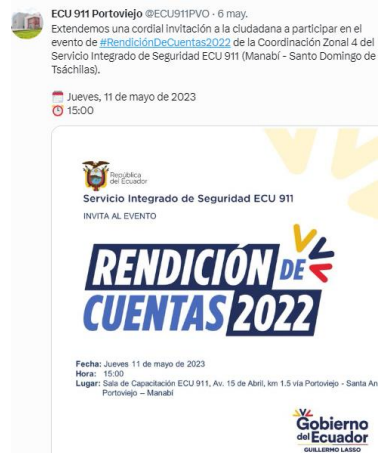 ECU 911 Portoviejo @ECU911PVO · 6 may.
Extendemos una cordial invitación a la ciudadana a participar en el
evento de #RendiciónDeCuentas2022 de la Coordinación Zonal 4 del
Servicio Integrado de Seguridad ECU 911 (Manabí - Santo Domingo de
Tsáchilas).
Jueves, 11 de mayo de 2023
15:00
República
del Ecuador
Servicio Integrado de Seguridad ECU 911
INVITA AL EVENTO
RENDICIÓN DE
CUENTAS 2022
Fecha: Jueves 11 de mayo de 2023
Hora: 15:00
Lugar: Sala de Capacitación ECU 911, Av. 15 de Abril, km 1.5 vía Portoviejo - Santa An
Portoviejo – Manabí
Gobierno
del Ecuador
GUILLERMO LASSO